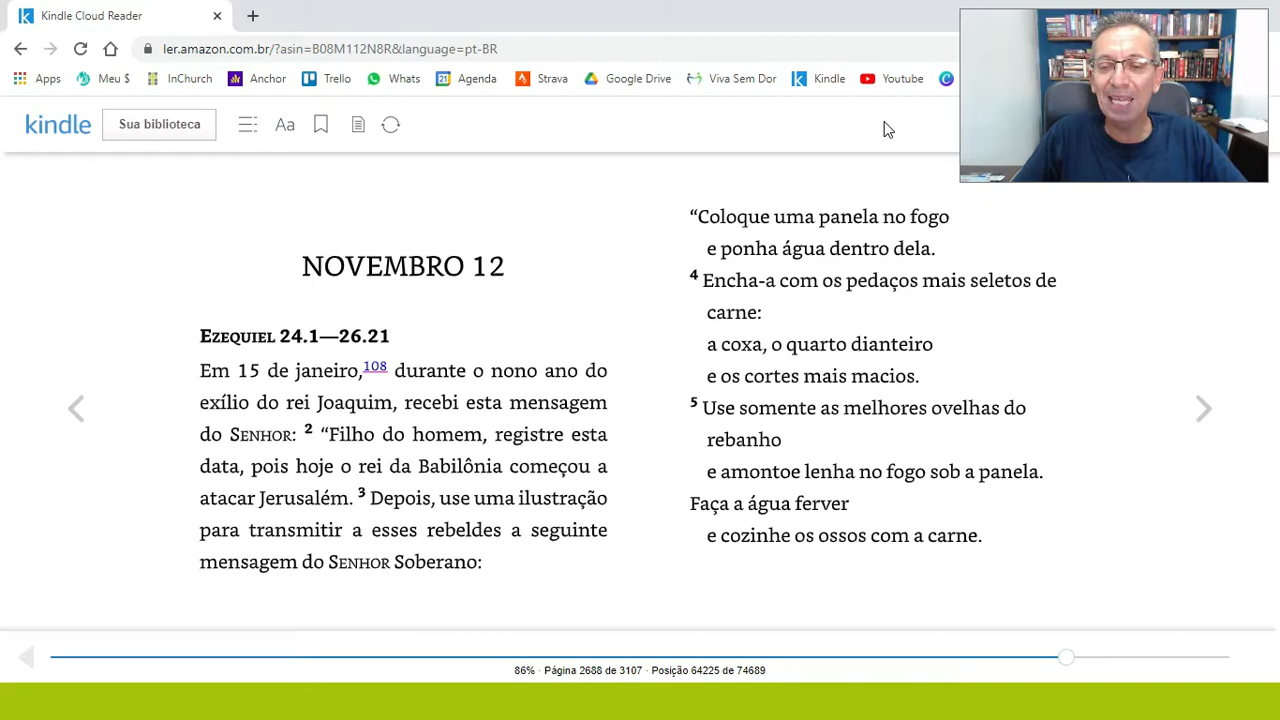 Kindle Cloud Reader
ler.amazon.com.br/?asin=B08M112N8R&language=pt-BR
Apps Meu $ InChurch Anchor Trello Whats Agenda Strava Google Drive Viva Sem Dor Kindle Youtube
kindle Sua biblioteca Aa
NOVEMBRO 12
EZEQUIEL 24.1—26.21
Em 15 de janeiro,108 durante o nono ano do
exílio do rei Joaquim, recebi esta mensagem
do SENHOR: 2 “Filho do homem, registre esta
data, pois hoje o rei da Babilônia começou a
atacar Jerusalém. 3 Depois, use uma ilustração
para transmitir a esses rebeldes a seguinte
mensagem do SENHOR Soberano:
“Coloque uma panela no fogo
e ponha água dentro dela.
4 Encha-a com os pedaços mais seletos de
carne:
a coxa, o quarto dianteiro
e os cortes mais macios.
5 Use somente as melhores ovelhas do
rebanho
e amontoe lenha no fogo sob a panela.
Faça a água ferver
e cozinhe os ossos com a carne.
86% · Página 2688 de 3107 · Posição 64225 de 74689